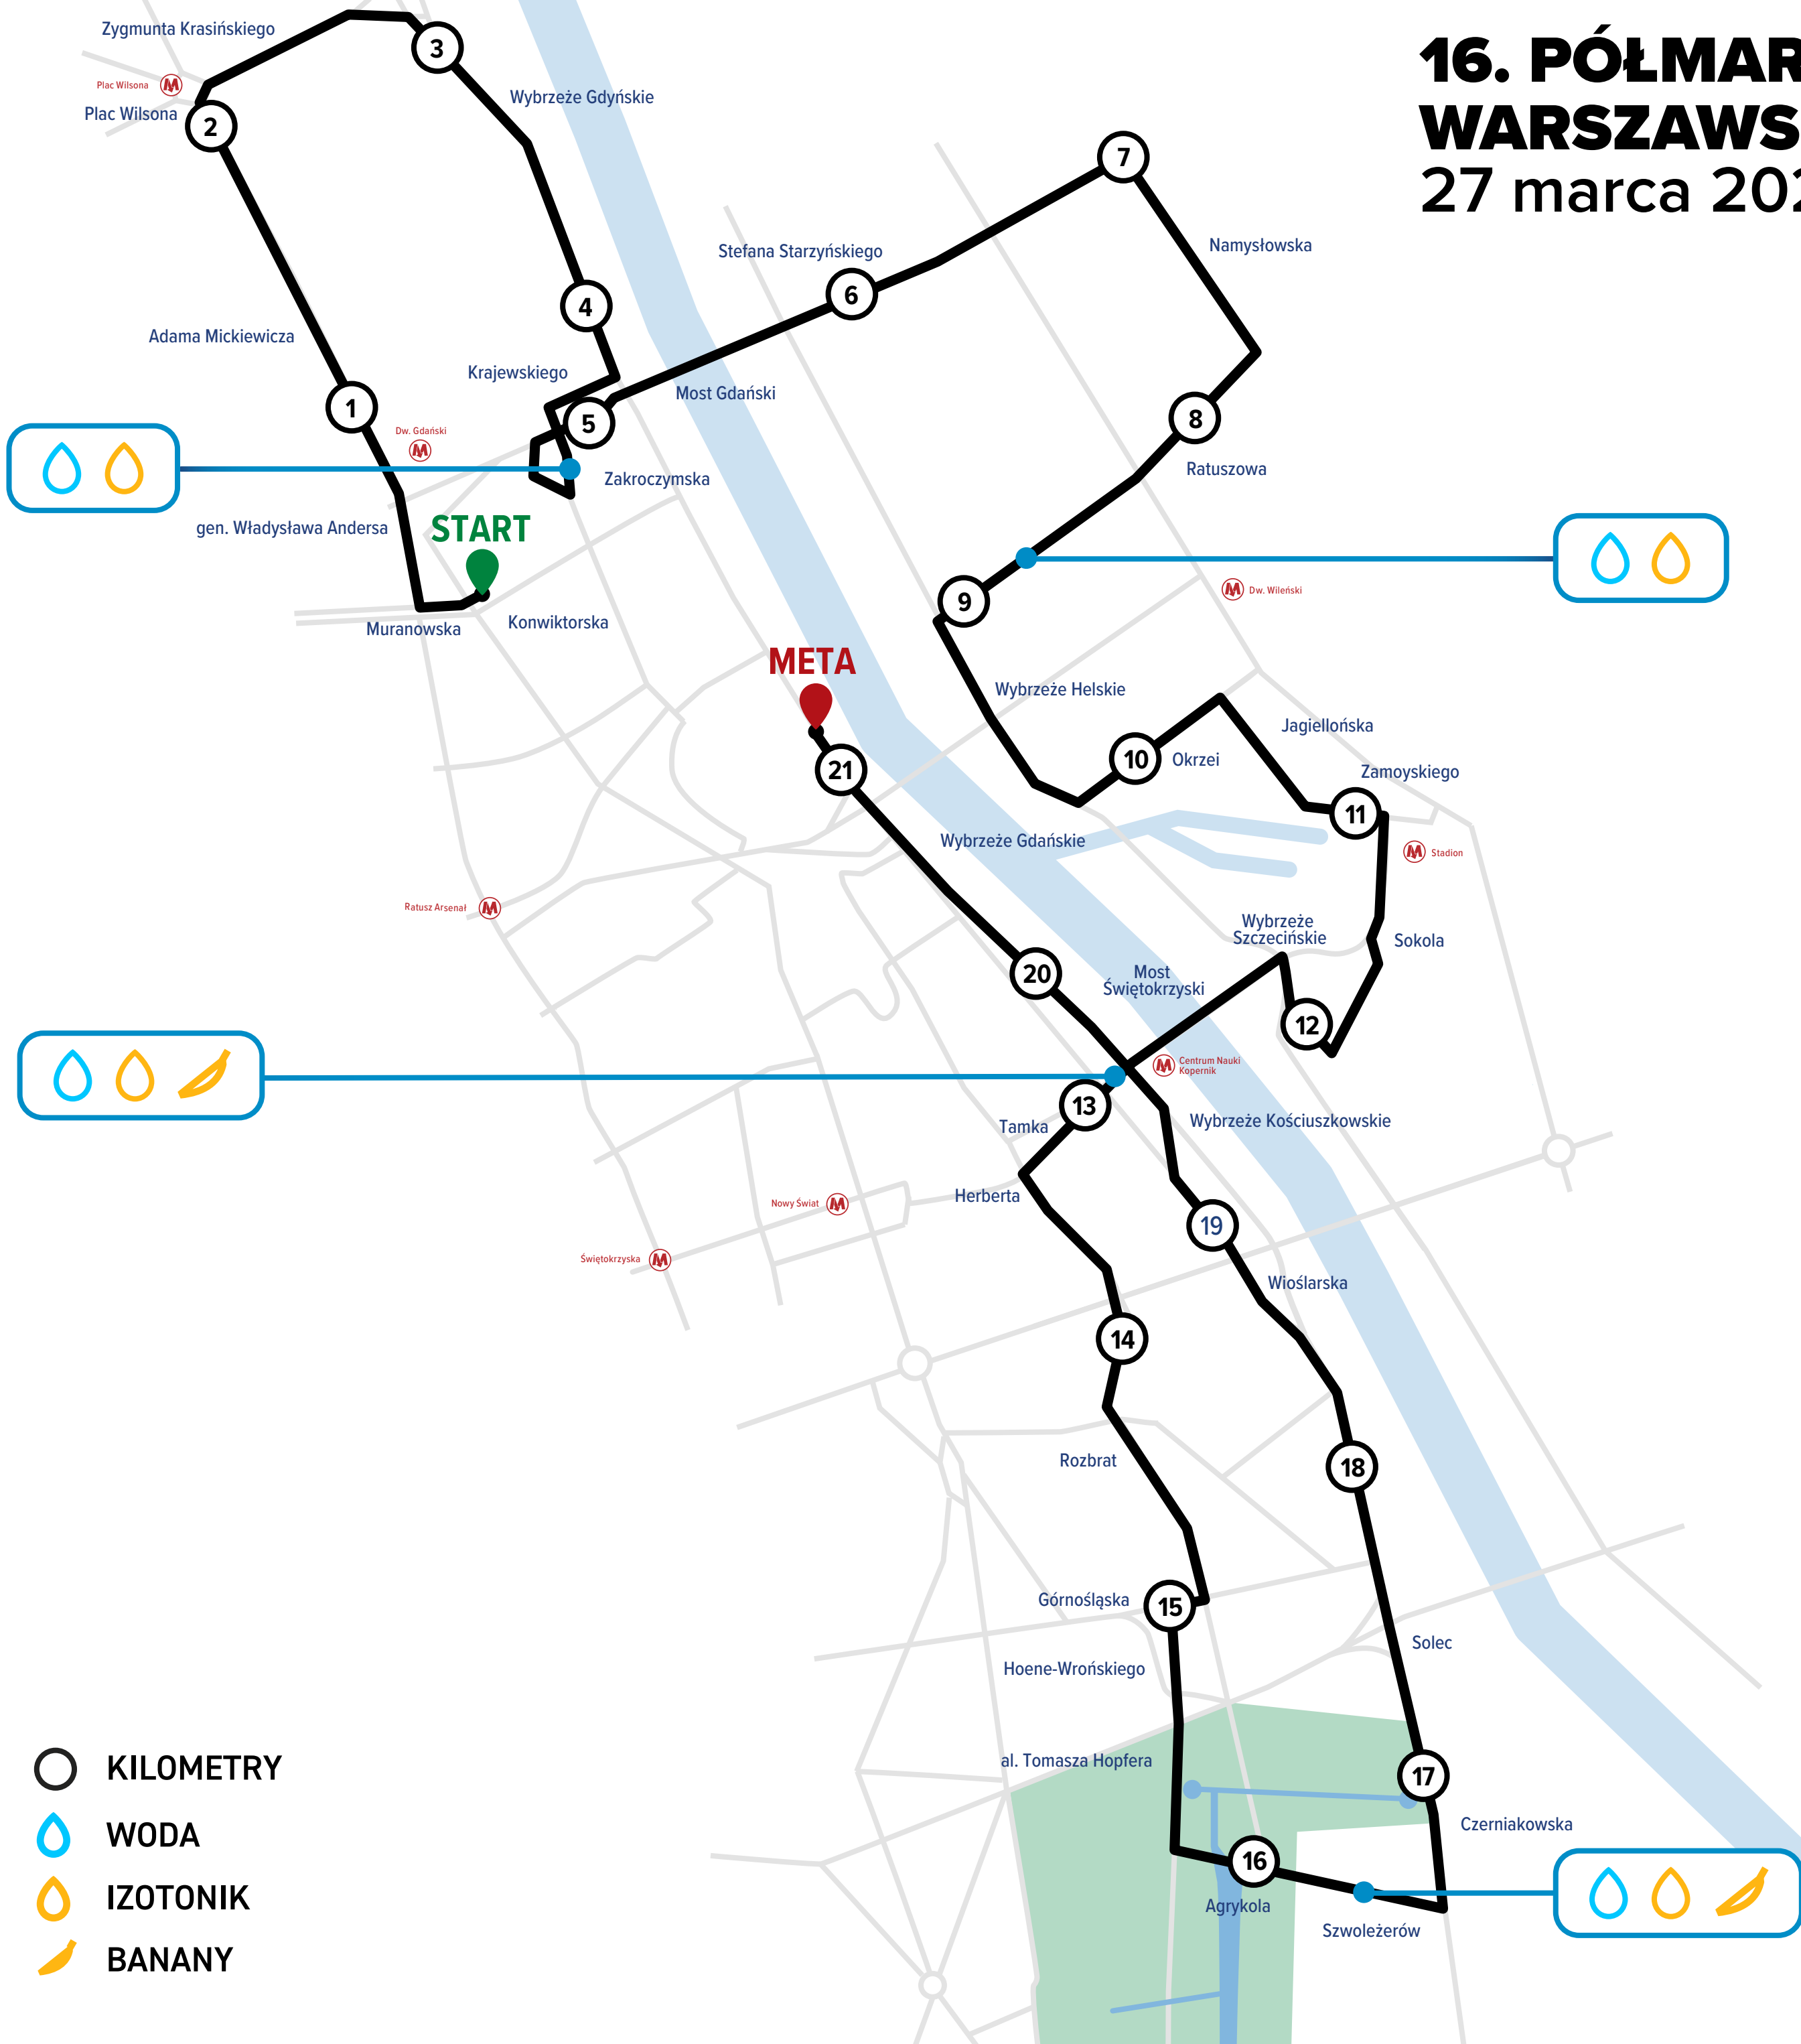 16. PÓŁMAR
WARSZAWS
27 marca 202
Zygmunta Krasińskiego
3
Plac Wilsona
Plac Wilsona
2
Wybrzeże Gdyńskie
7
Namysłowska
Stefana Starzyńskiego
6
4
Adama Mickiewicza
Krajewskiego
Most Gdański
1
5
8
Dw. Gdański
Zakroczymska
Ratuszowa
gen. Władysława Andersa
START
Dw. Wileński
9
Muranowska
Konwiktorska
META
Wybrzeże Helskie
Jagiellońska
10
Okrzei
21
Zamoyskiego
11
Wybrzeże Gdańskie
Stadion
Ratusz Arsenał
Wybrzeże
Szczecińskie
Sokola
20
Most
Świętokrzyski
12
Centrum Nauki
Kopernik
13
Tamka
Wybrzeże Kościuszkowskie
Herberta
Nowy Świat
19
Świętokrzyska
Wioślarska
14
Rozbrat
18
Górnośląska
15
Solec
Hoene-Wrońskiego
al. Tomasza Hopfera
17
Czerniakowska
16
Agrykola
Szwoleżerów
KILOMETRY
WODA
IZOTONIK
BANANY